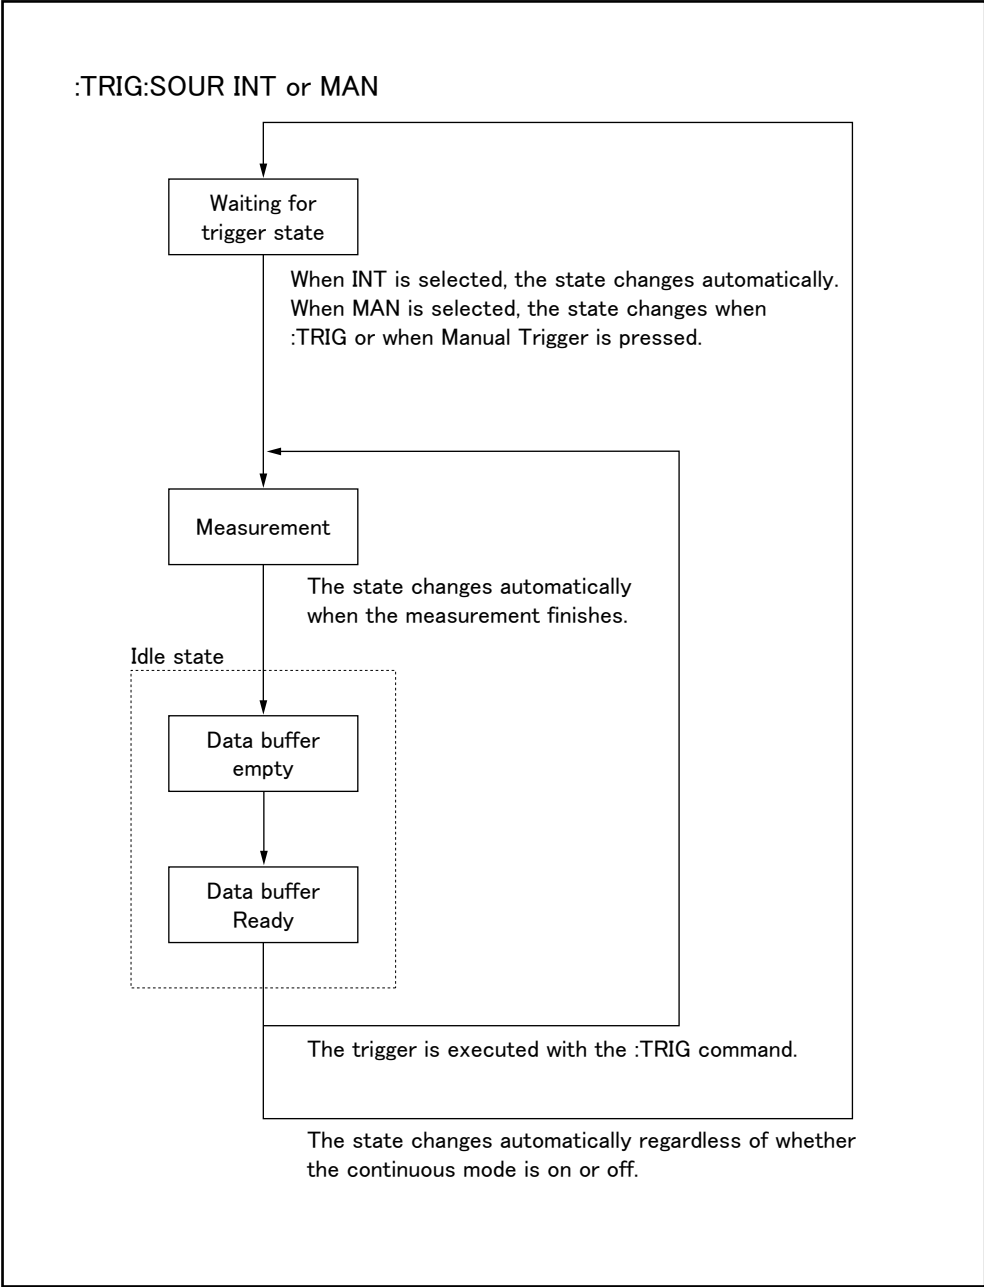 :TRIG:SOUR INT or MAN
Waiting for
trigger state
When INT is selected, the state changes automatically.
When MAN is selected, the state changes when
:TRIG or when Manual Trigger is pressed.
Measurement
The state changes automatically
when the measurement finishes.
Idle state
Data buffer
empty
Data buffer
Ready
The trigger is executed with the :TRIG command.
The state changes automatically regardless of whether
the continuous mode is on or off.